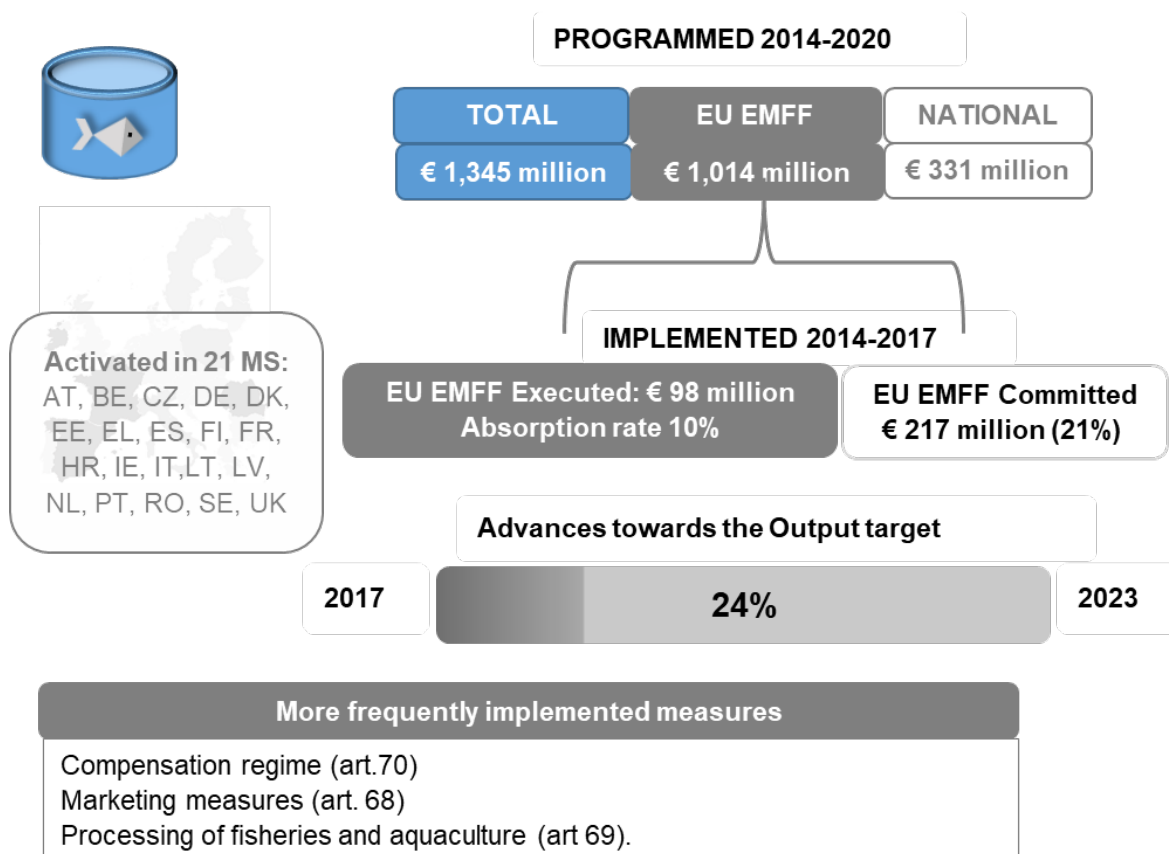 PROGRAMMED 2014-2020
TOTAL
EU EMFF
NATIONAL
€ 1,345 million
€ 1,014 million
€ 331 million
IMPLEMENTED 2014-2017
Activated in 21 MS:
AT, BE, CZ, DE, DK,
EE, EL, ES, FI, FR,
HR, IE, IT,LT, LV,
NL, PT, RO, SE, UK
EU EMFF Executed: € 98 million
Absorption rate 10%
EU EMFF Committed
€ 217 million (21%)
Advances towards the Output target
2017
24%
2023
More frequently implemented measures
Compensation regime (art.70)
Marketing measures (art. 68)
Processing of fisheries and aquaculture (art 69).